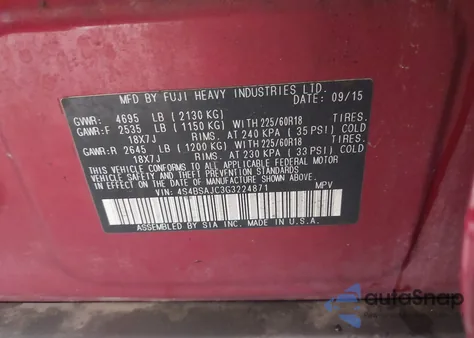 MFD BY FUJI HEAVY INDUSTRIES LTD.
DATE: 09/15
GVWR: 4695 LB (2130 KG)
GAWR:F 2535 LB (1150 KG) WITH 225/60R18 TIRES.
18X7J RIMS. AT 240 KPA (35 PSI) COLD
GAWR:R 2645 LB (1200 KG) WITH 225/60R18 TIRES.
18X7J RIMS. AT 230 KPA (33 PSI) COLD
THIS VEHICLE CONFORMS TO ALL APPLICABLE FEDERAL MOTOR
VEHICLE SAFETY, BUMPER, AND THEFT PREVENTION STANDARDS
IN EFFECT ON THE DATE OF MANUFACTURE SHOWN ABOVE.
VIN: 4S4BSAJC3G3224871 MPV
ASSEMBLED BY SIA INC. MADE IN U.S.A.
autoSnap